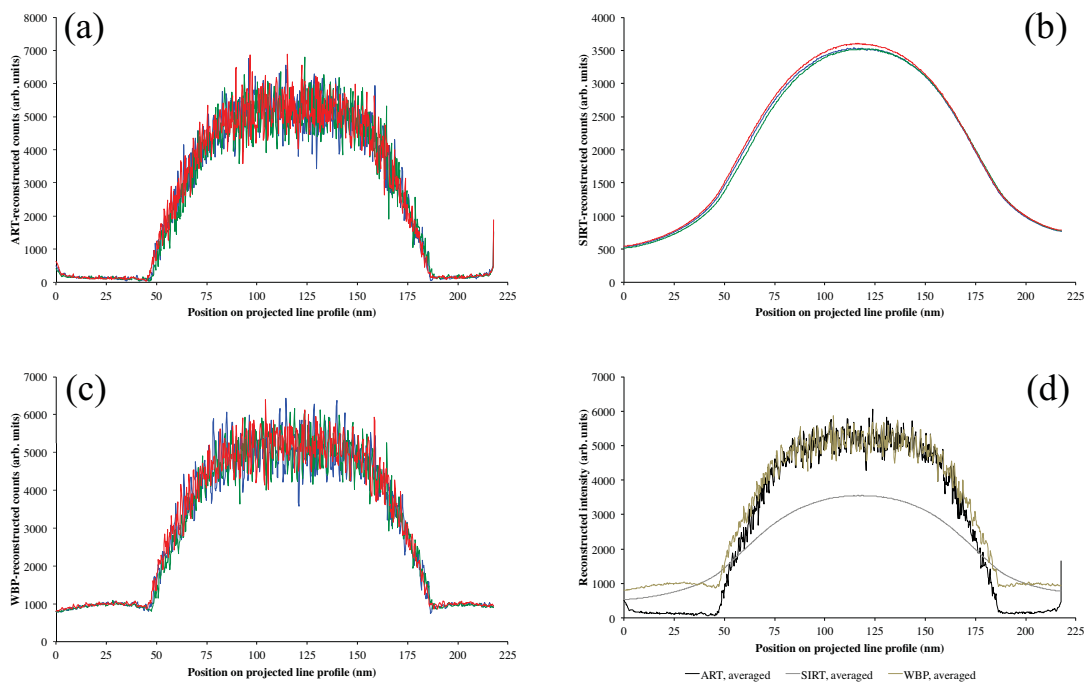 (a)
ART-reconstructed counts (arb, units)
8000
7000
6000
5000
4000
3000
2000
1000
0
0 25 50 75 100 125 150 175 200 225
Position on projected line profile (nm)
(b)
SIRT-reconstructed counts (arb, units)
4000
3500
3000
2500
2000
1500
1000
500
0
0 25 50 75 100 125 150 175 200 225
Position on projected line profile (nm)
(c)
WBP-reconstructed counts (arb, units)
7000
6000
5000
4000
3000
2000
1000
0
0 25 50 75 100 125 150 175 200 225
Position on projected line profile (nm)
(d)
Reconstructed intensity (arb, units)
7000
6000
5000
4000
3000
2000
1000
0
0 25 50 75 100 125 150 175 200 225
Position on projected line profile (nm)
ART, averaged SIRT, averaged WBP, averaged